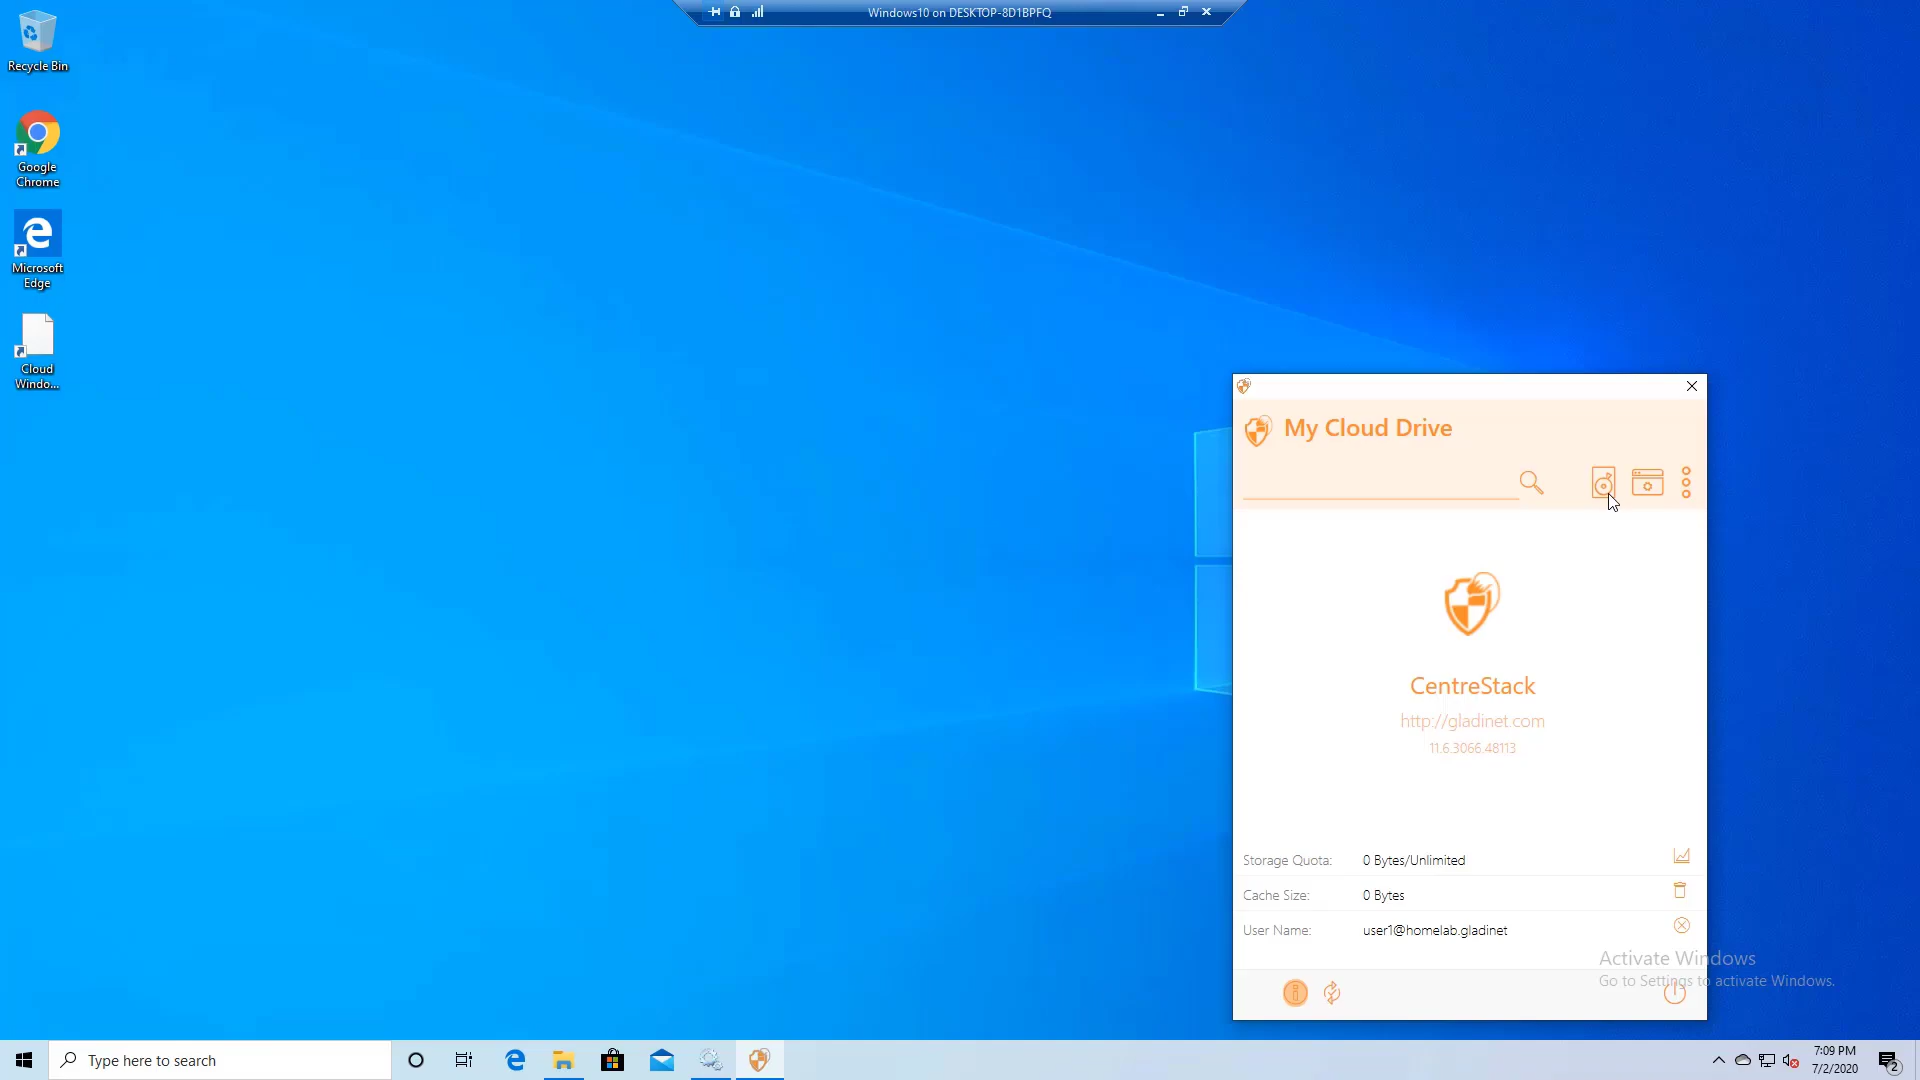 Windows10 on DESKTOP-8D1BPFQ
Recycle Bin
Google
Chrome
Microsoft
Edge
Cloud
Windo...
My Cloud Drive
CentreStack
http://gladinet.com
11.6.3066.48113
Storage Quota: 0 Bytes/Unlimited
Cache Size: 0 Bytes
User Name: user1@homelab.gladinet
Activate Windows
Go to Settings to activate Windows.
Type here to search
7:09 PM
7/2/2020
2